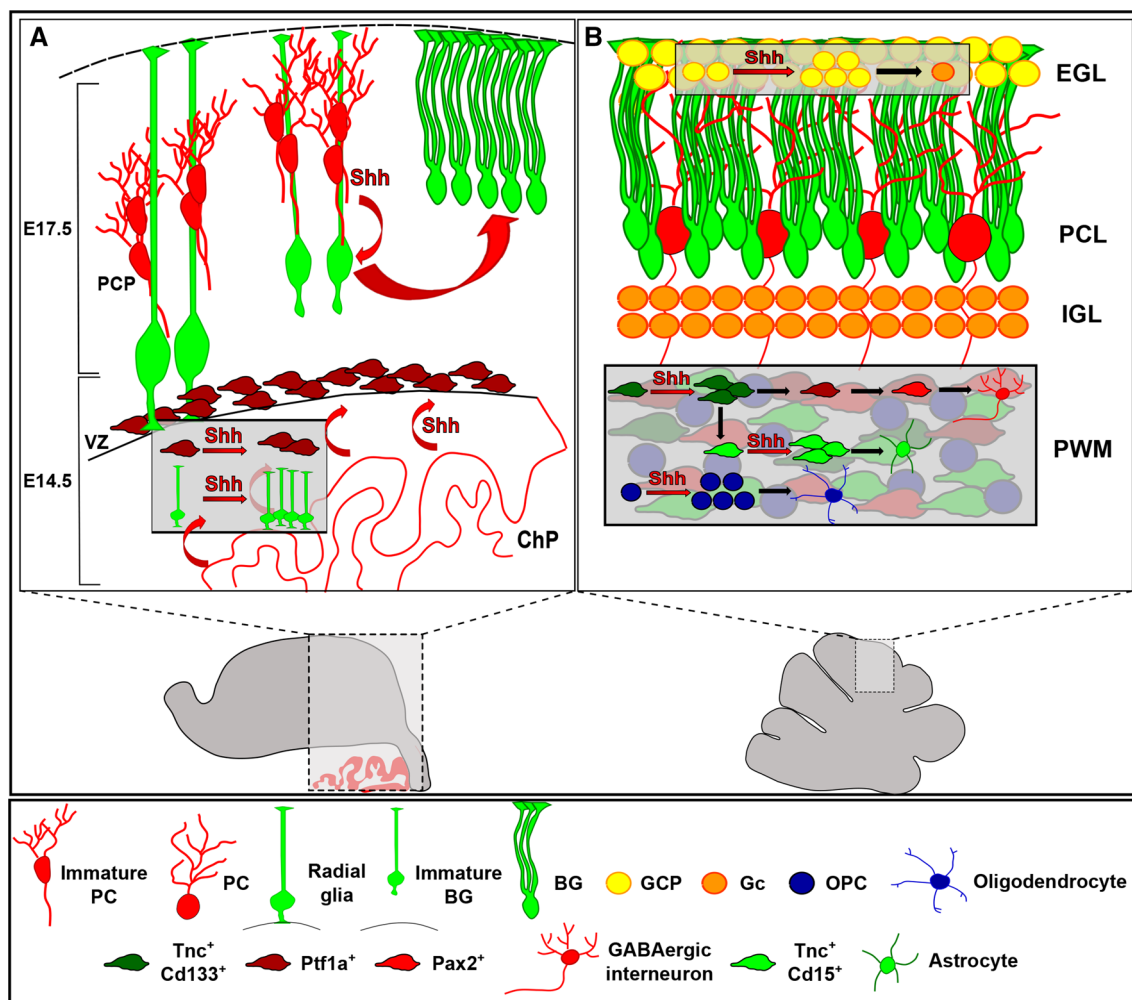 A
E17.5
PCP
Shh
VZ
E14.5
Shh
Shh
Shh
ChP
B
Shh
EGL
PCL
IGL
Shh
Shh
Shh
PWM
Immature
PC
PC
Radial
glia
Immature
BG
BG
GCP
Gc
OPC
Oligodendrocyte
Tnc+
Cd133+
Ptf1a+
Pax2+
GABAergic
interneuron
Tnc+
Cd15+
Astrocyte